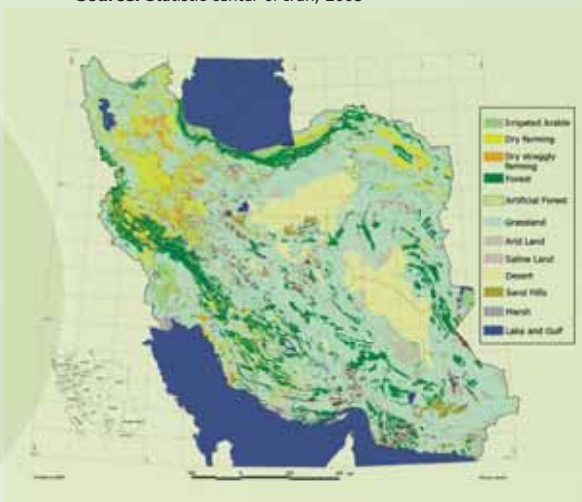 Source: Statistic center of Iran, 2003
Irrigated Arable
Dry farming
Dry straggly
farming
Forest
Artificial Forest
Grassland
Arid Land
Saline Land
Desert
Sand Hills
Marsh
Lake and Gulf